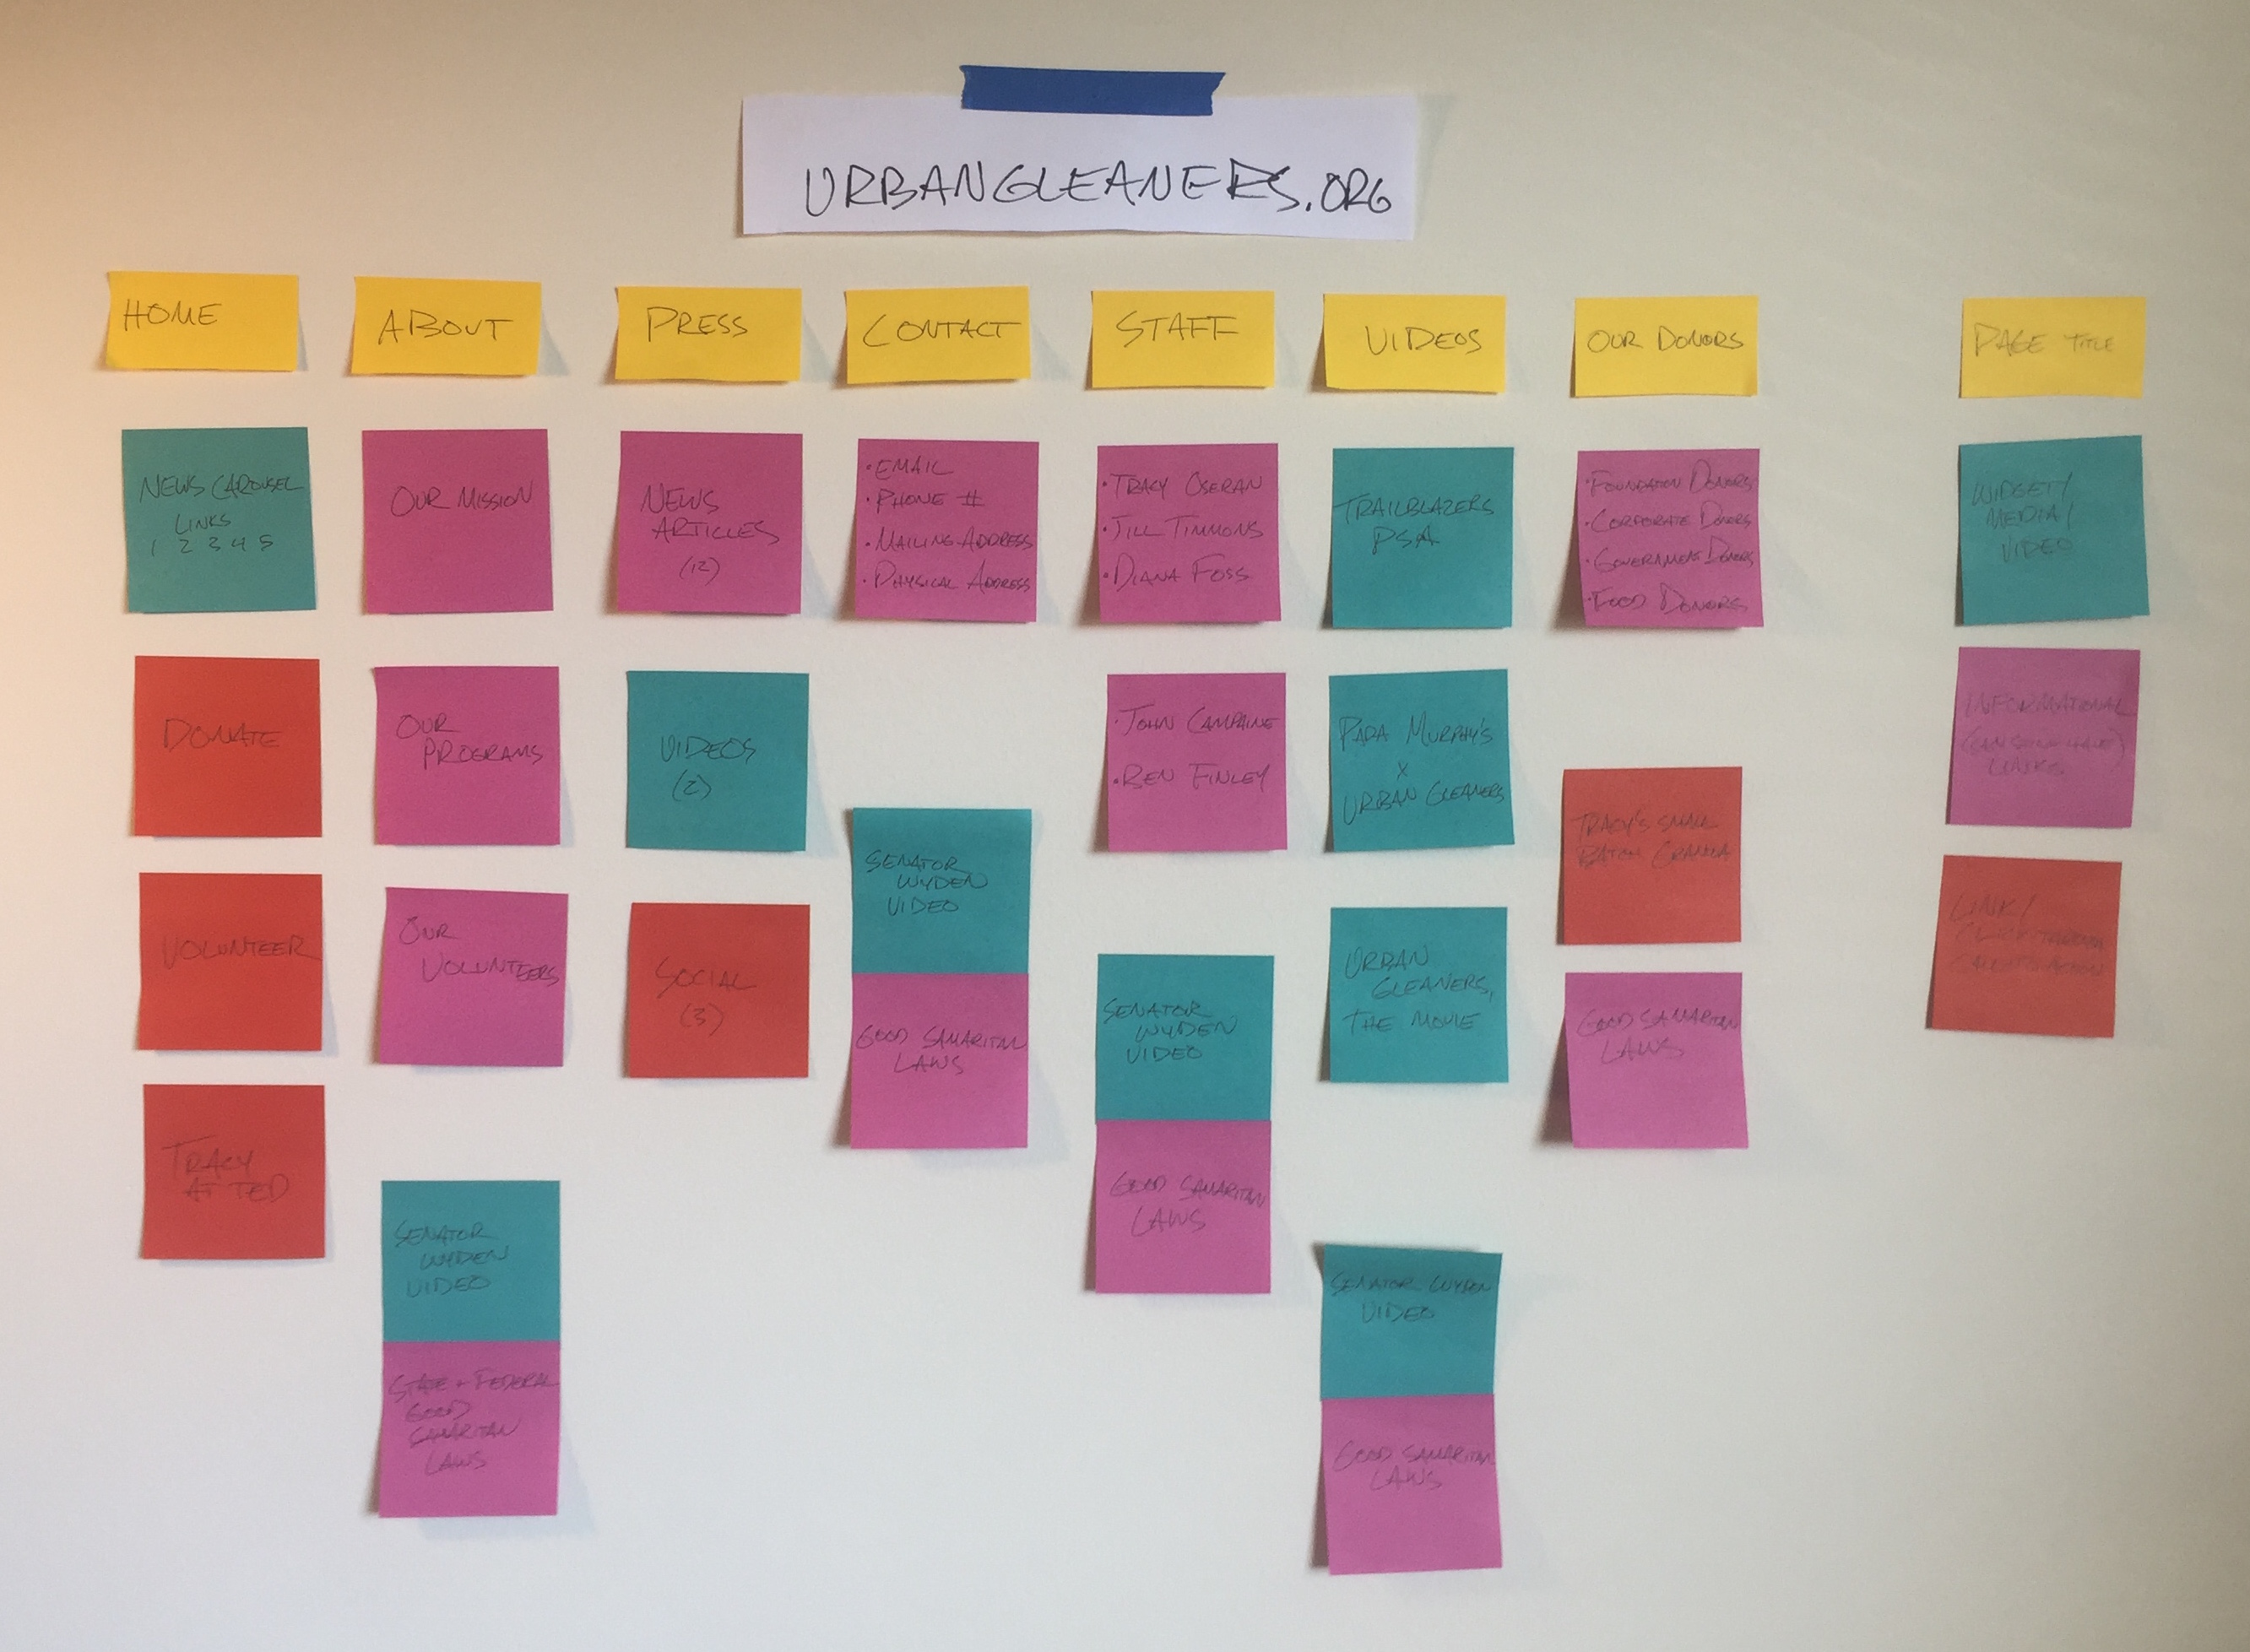 URBANGLEANERS.ORG
HOME
NEWS CAROUSEL
LINKS
1 2 3 4 5
DONATE
VOLUNTEER
TRACY
AT TED
ABOUT
OUR MISSION
OUR
PROGRAMS
OUR
VOLUNTEERS
SENATOR
WYDEN
VIDEO
STATE + FEDERAL
GOOD
SAMARITAN
LAWS
PRESS
NEWS
ARTICLES
(12)
VIDEOS
(2)
SOCIAL
(3)
CONTACT
• EMAIL
• PHONE #
• MAILING ADDRESS
• PHYSICAL ADDRESS
SENATOR
WYDEN
VIDEO
GOOD SAMARITAN
LAWS
STAFF
• TRACY OSERAN
• JILL TIMMONS
• DIANA FOSS
• JOHN CAMPAINE
• BEN FINLEY
SENATOR
WYDEN
VIDEO
GOOD SAMARITAN
LAWS
VIDEOS
TRAILBLAZERS
PSA
PAPA MURPHY'S
X
URBAN GLEANERS
URBAN
GLEANERS,
THE MOVIE
SENATOR WYDEN
VIDEO
GOOD SAMARITAN
LAWS
OUR DONORS
• FOUNDATION DONORS
• CORPORATE DONORS
• GOVERNMENT DONORS
• FOOD DONORS
TRACY'S SMALL
BATCH GRANOLA
GOOD SAMARITAN
LAWS
PAGE TITLE
WIDGET/
MEDIA/
VIDEO
INFORMATIONAL
LINKS
LINK/